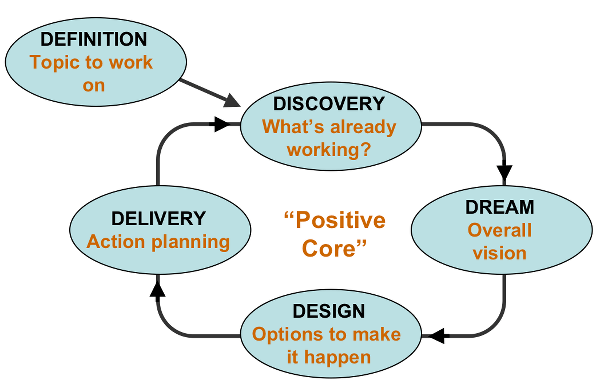 DEFINITION
Topic to work
on
DISCOVERY
What's already
working?
DELIVERY
Action planning
“Positive
Core”
DREAM
Overall
vision
DESIGN
Options to make
it happen